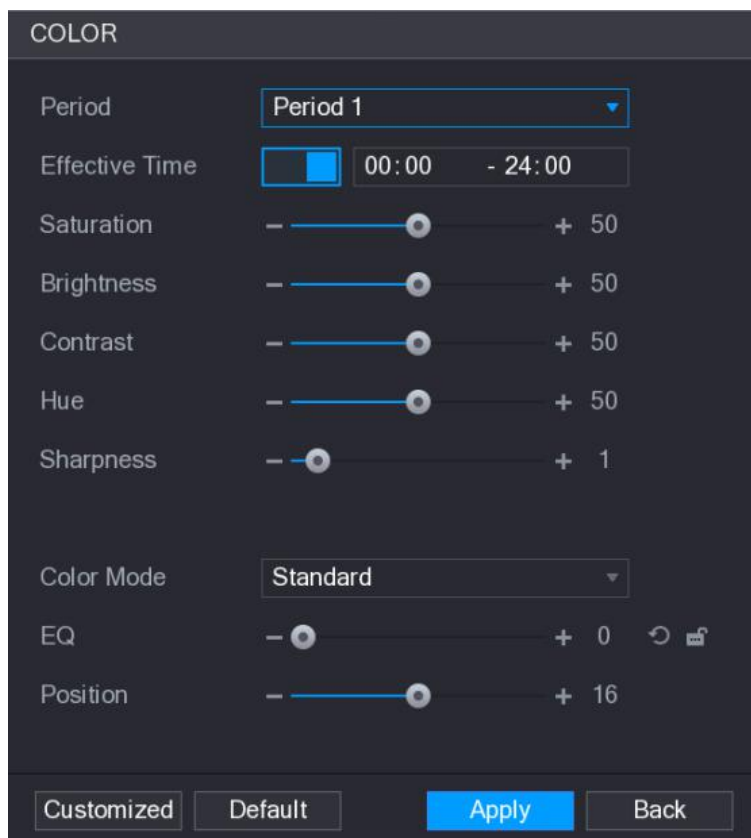 COLOR
Period Period 1
Effective Time 00:00 - 24:00
Saturation - + 50
Brightness - + 50
Contrast - + 50
Hue - + 50
Sharpness - + 1
Color Mode Standard
EQ - + 0
Position - + 16
Customized Default Apply Back